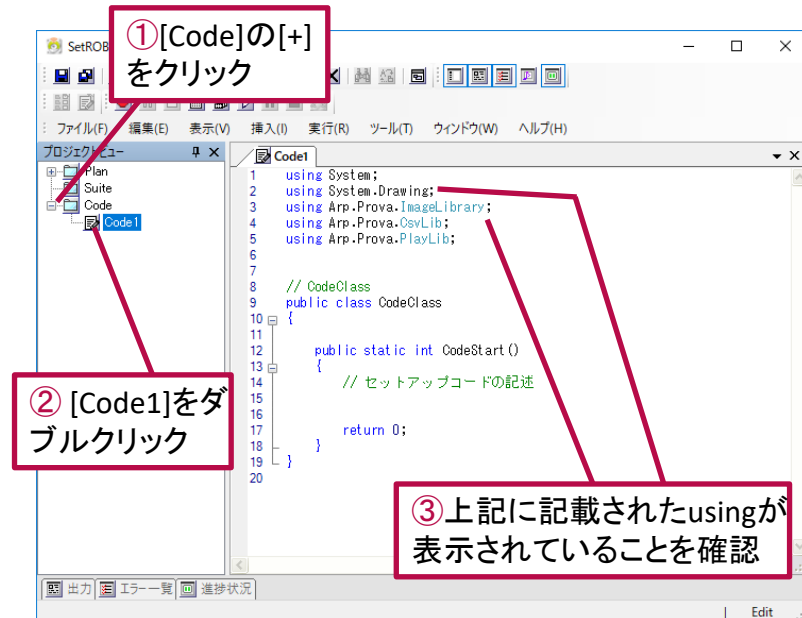 ①[Code]の[+]
をクリック
SetROB
ファイル(F) 編集(E) 表示(V) 挿入(I) 実行(R) ツール(T) ウィンドウ(W) ヘルプ(H)
プロジェクトビュー
Plan
Suite
Code
Code1
Code1
1 using System;
2 using System.Drawing;
3 using Arp.Prova.ImageLibrary;
4 using Arp.Prova.CsvLib;
5 using Arp.Prova.PlayLib;
6
7
8 // CodeClass
9 public class CodeClass
10 {
11
12 public static int CodeStart()
13 {
14 // セットアップコードの記述
15
16
17 return 0;
18 }
19 }
20
② [Code1]をダ
ブルクリック
③上記に記載されたusingが
表示されていることを確認
出力 エラー一覧 進捗状況
Edit